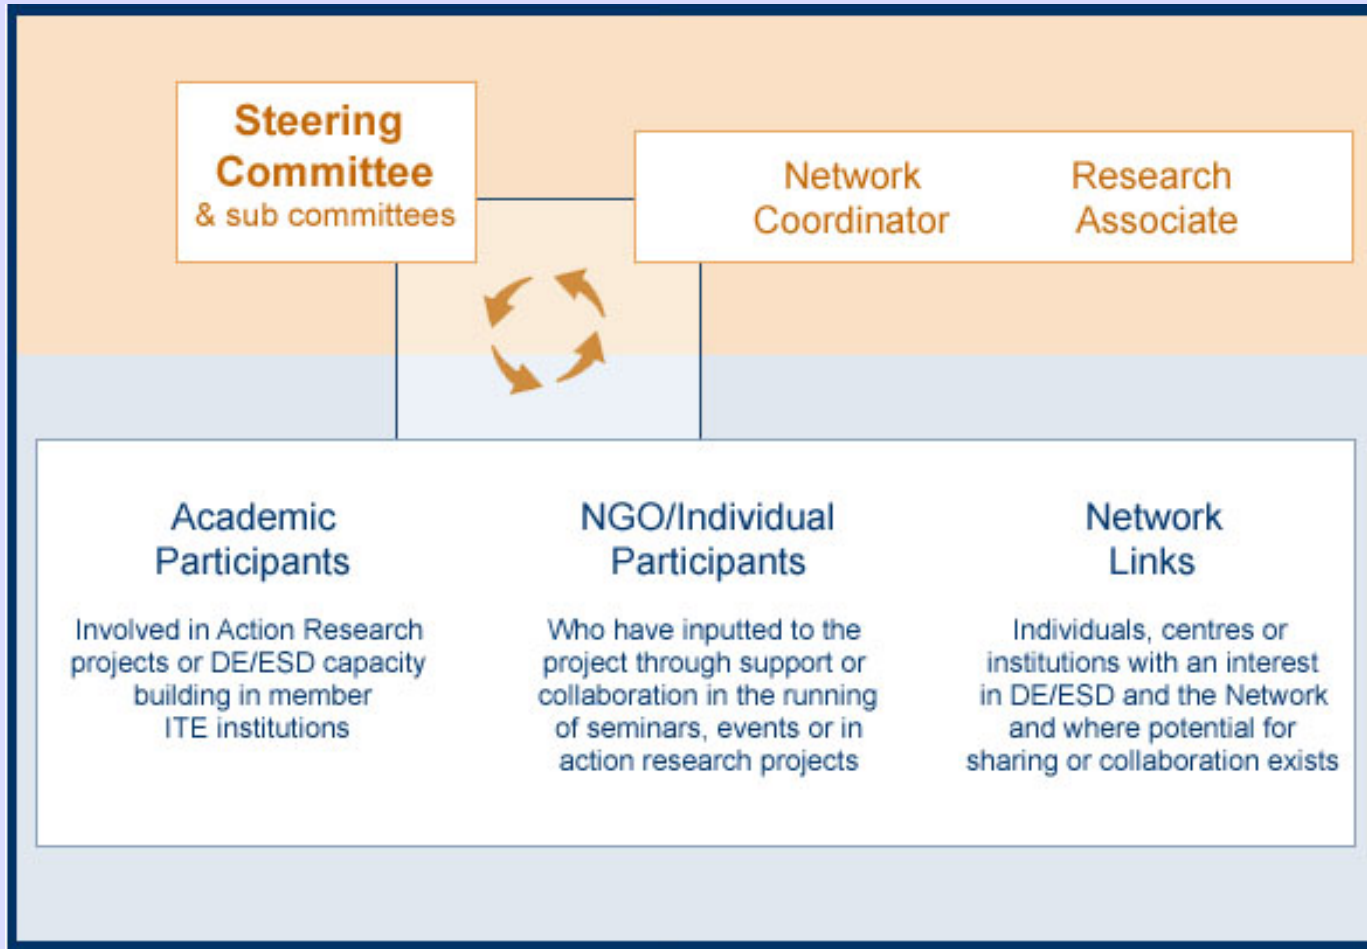 Steering
Committee
& sub committees
Network
Coordinator
Research
Associate
Academic
Participants
Involved in Action Research
projects or DE/ESD capacity
building in member
ITE institutions
NGO/Individual
Participants
Who have inputted to the
project through support or
collaboration in the running
of seminars, events or in
action research projects
Network
Links
Individuals, centres or
institutions with an interest
in DE/ESD and the Network
and where potential for
sharing or collaboration exists